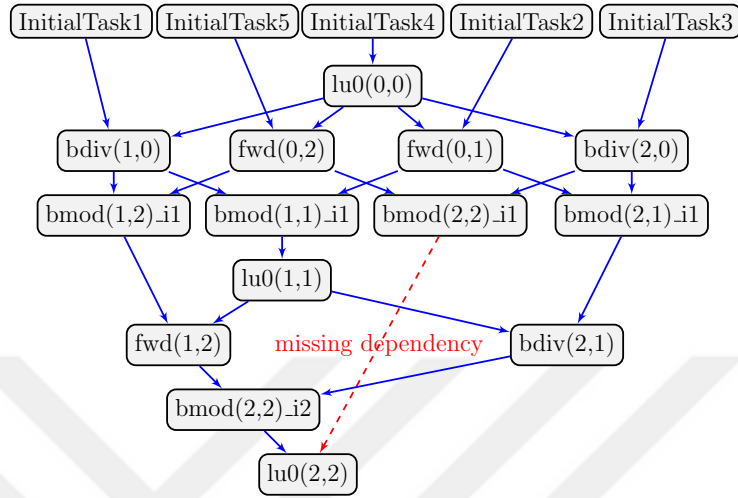 InitialTask1 InitialTask5 InitialTask4 InitialTask2 InitialTask3
lu0(0,0)
bdiv(1,0) fwd(0,2) fwd(0,1) bdiv(2,0)
bmod(1,2)_i1 bmod(1,1)_i1 bmod(2,2)_i1 bmod(2,1)_i1
lu0(1,1)
fwd(1,2) missing dependency bdiv(2,1)
bmod(2,2)_i2
lu0(2,2)